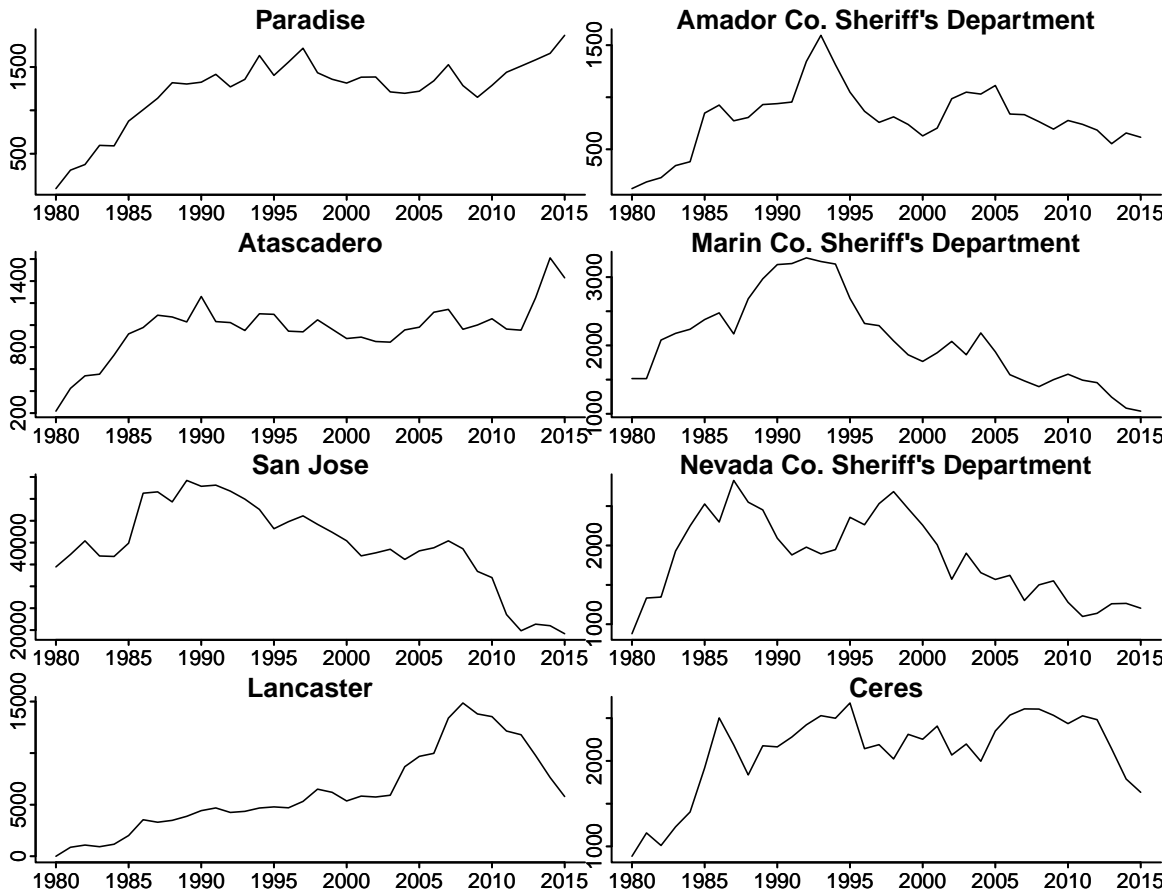 Paradise
500
1500
1980 1985 1990 1995 2000 2005 2010 2015
Amador Co. Sheriff's Department
500
1500
1980 1985 1990 1995 2000 2005 2010 2015
Atascadero
200
800
1400
1980 1985 1990 1995 2000 2005 2010 2015
Marin Co. Sheriff's Department
1000
2000
3000
1980 1985 1990 1995 2000 2005 2010 2015
San Jose
20000
40000
1980 1985 1990 1995 2000 2005 2010 2015
Nevada Co. Sheriff's Department
1000
2000
1980 1985 1990 1995 2000 2005 2010 2015
Lancaster
0
5000
15000
1980 1985 1990 1995 2000 2005 2010 2015
Ceres
1000
2000
1980 1985 1990 1995 2000 2005 2010 2015